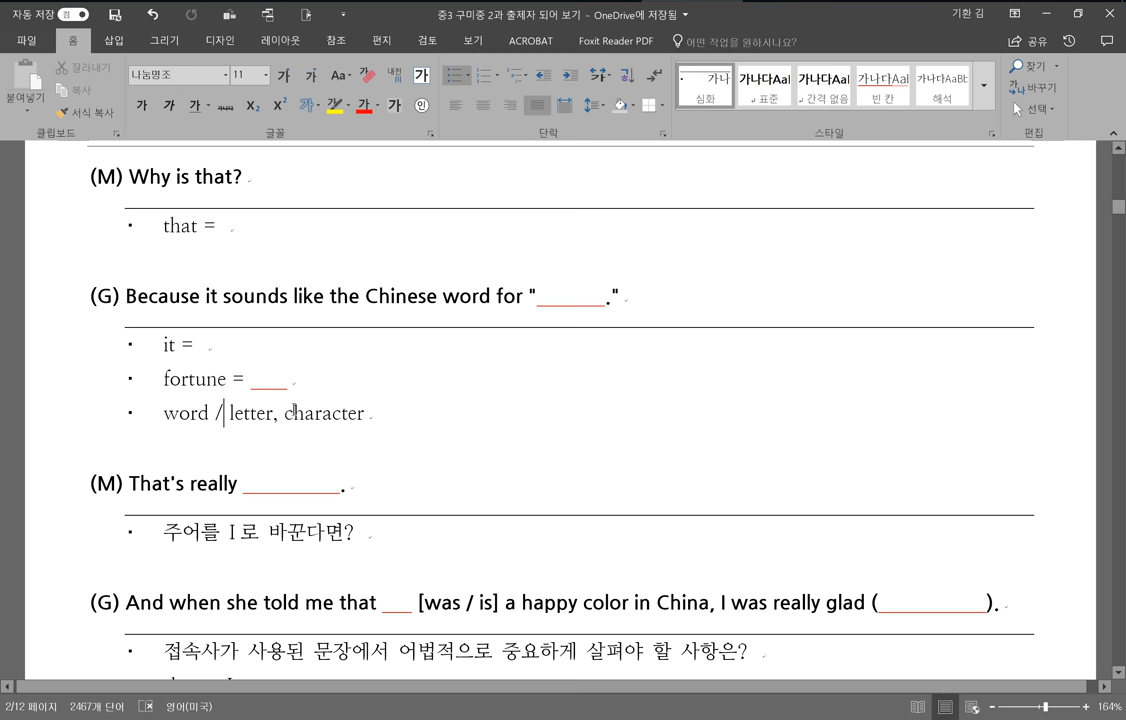 자동 저장 컴 중3 구미중 2과 출제자 되어 보기 - OneDrive에 저장됨 기환 김
파일 홈 삽입 그리기 디자인 레이아웃 참조 편지 검토 보기 ACROBAT Foxit Reader PDF 어떤 작업을 원하시나요? 공유
붙여넣기 잘라내기 복사 서식 복사
나눔명조 11
가나 심화
가나다AaI 표준
가나다AaI 간격 없음
가나다AaI 빈 칸
가나다AaBb 해석
찾기 바꾸기 선택
클립보드 글꼴 단락 스타일 편집
(M) Why is that?
· that =
(G) Because it sounds like the Chinese word for "_______."
· it =
· fortune = ____
· word / letter, character
(M) That's really __________.
· 주어를 I로 바꾼다면?
(G) And when she told me that ___ [was / is] a happy color in China, I was really glad (___________).
· 접속사가 사용된 문장에서 어법적으로 중요하게 살펴야 할 사항은?
2/12 페이지 2467개 단어 영어(미국) 164%